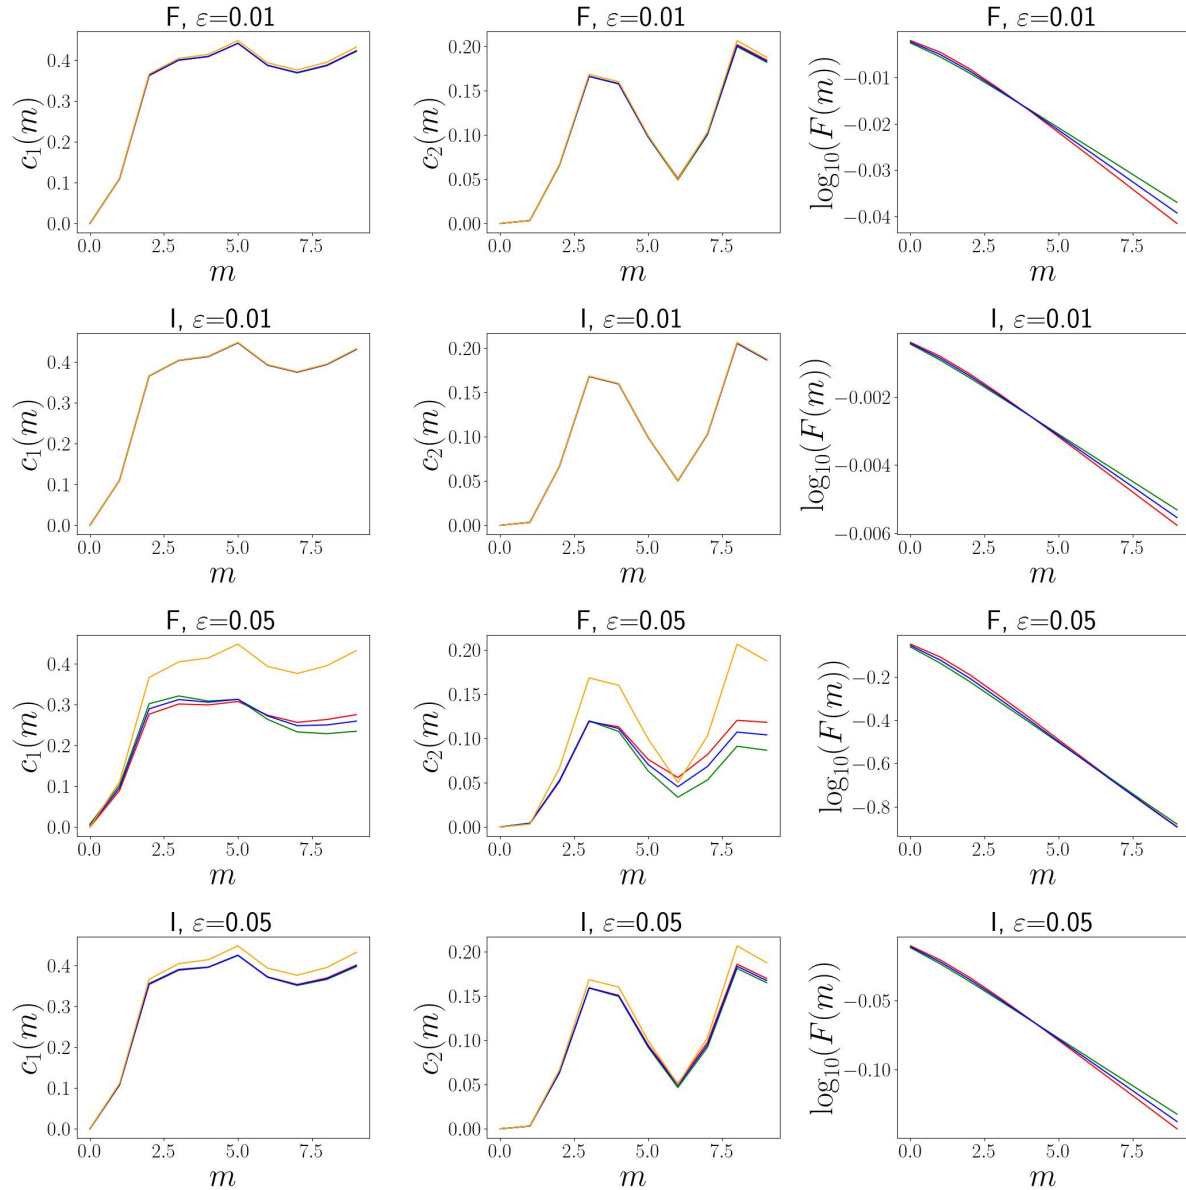 F, ε=0.01
F, ε=0.01
F, ε=0.01
c₁(m)
0.4
0.3
0.2
0.1
0.0
0.0
2.5
5.0
7.5
m
c₂(m)
0.20
0.15
0.10
0.05
0.00
0.0
2.5
5.0
7.5
m
log₁₀(F(m))
−0.01
−0.02
−0.03
−0.04
0.0
2.5
5.0
7.5
m
I, ε=0.01
I, ε=0.01
I, ε=0.01
c₁(m)
0.4
0.3
0.2
0.1
0.0
0.0
2.5
5.0
7.5
m
c₂(m)
0.20
0.15
0.10
0.05
0.00
0.0
2.5
5.0
7.5
m
log₁₀(F(m))
−0.002
−0.004
−0.006
0.0
2.5
5.0
7.5
m
F, ε=0.05
F, ε=0.05
F, ε=0.05
c₁(m)
0.4
0.3
0.2
0.1
0.0
0.0
2.5
5.0
7.5
m
c₂(m)
0.20
0.15
0.10
0.05
0.00
0.0
2.5
5.0
7.5
m
log₁₀(F(m))
−0.2
−0.4
−0.6
−0.8
0.0
2.5
5.0
7.5
m
I, ε=0.05
I, ε=0.05
I, ε=0.05
c₁(m)
0.4
0.3
0.2
0.1
0.0
0.0
2.5
5.0
7.5
m
c₂(m)
0.20
0.15
0.10
0.05
0.00
0.0
2.5
5.0
7.5
m
log₁₀(F(m))
−0.05
−0.10
0.0
2.5
5.0
7.5
m